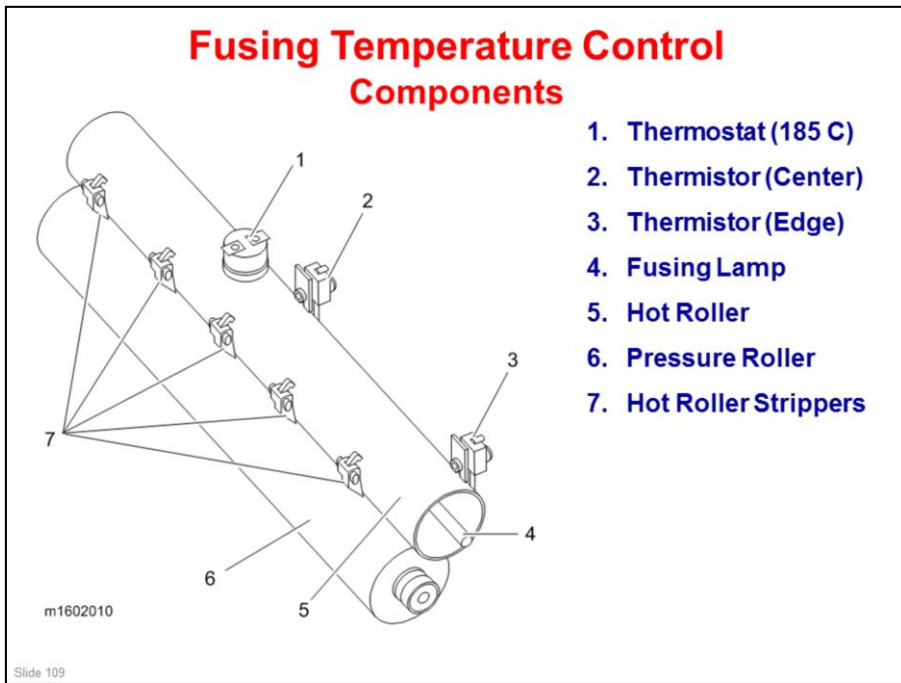 Fusing Temperature Control
Components
1. Thermostat (185 C)
2. Thermistor (Center)
3. Thermistor (Edge)
4. Fusing Lamp
5. Hot Roller
6. Pressure Roller
7. Hot Roller Strippers
1
2
3
7
4
6
5
m1602010
Slide 109